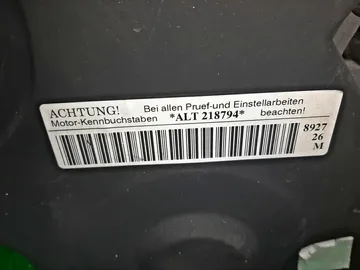 ACHTUNG! Bei allen Pruef-und Einstellarbeiten
Motor-Kennbuchstaben *ALT 218794* beachten!
8927
26
M